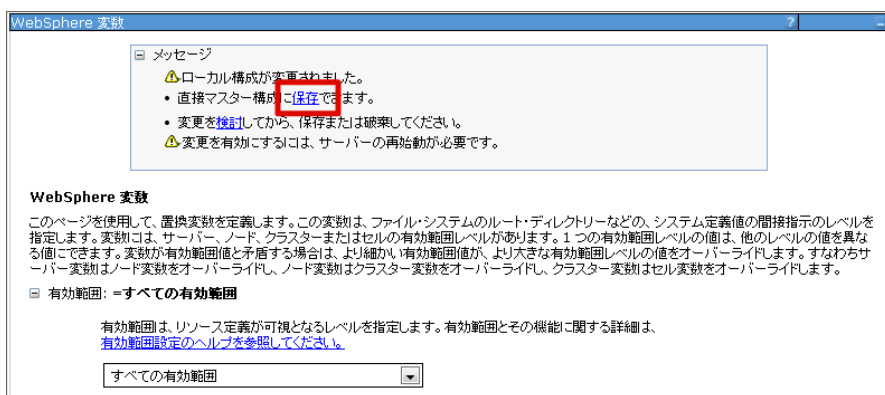 WebSphere 変数
?
メッセージ
ローカル構成が変更されました。
• 直接マスター構成に保存できます。
• 変更を検討してから、保存または破棄してください。
変更を有効にするには、サーバーの再始動が必要です。
WebSphere 変数
このページを使用して、置換変数を定義します。この変数は、ファイル・システムのルート・ディレクトリーなどの、システム定義値の間接指示のレベルを
指定します。変数には、サーバー、ノード、クラスターまたはセルの有効範囲レベルがあります。1 つの有効範囲レベルの値は、他のレベルの値を異な
る値にできます。変数が有効範囲値と矛盾する場合は、より細かい有効範囲値が、より大きな有効範囲レベルの値をオーバーライドします。すなわちサ
ーバー変数はノード変数をオーバーライドし、ノード変数はクラスター変数をオーバーライドし、クラスター変数はセル変数をオーバーライドします。
有効範囲: =すべての有効範囲
有効範囲は、リソース定義が可視となるレベルを指定します。有効範囲とその機能に関する詳細は、
有効範囲設定のヘルプを参照してください。
すべての有効範囲